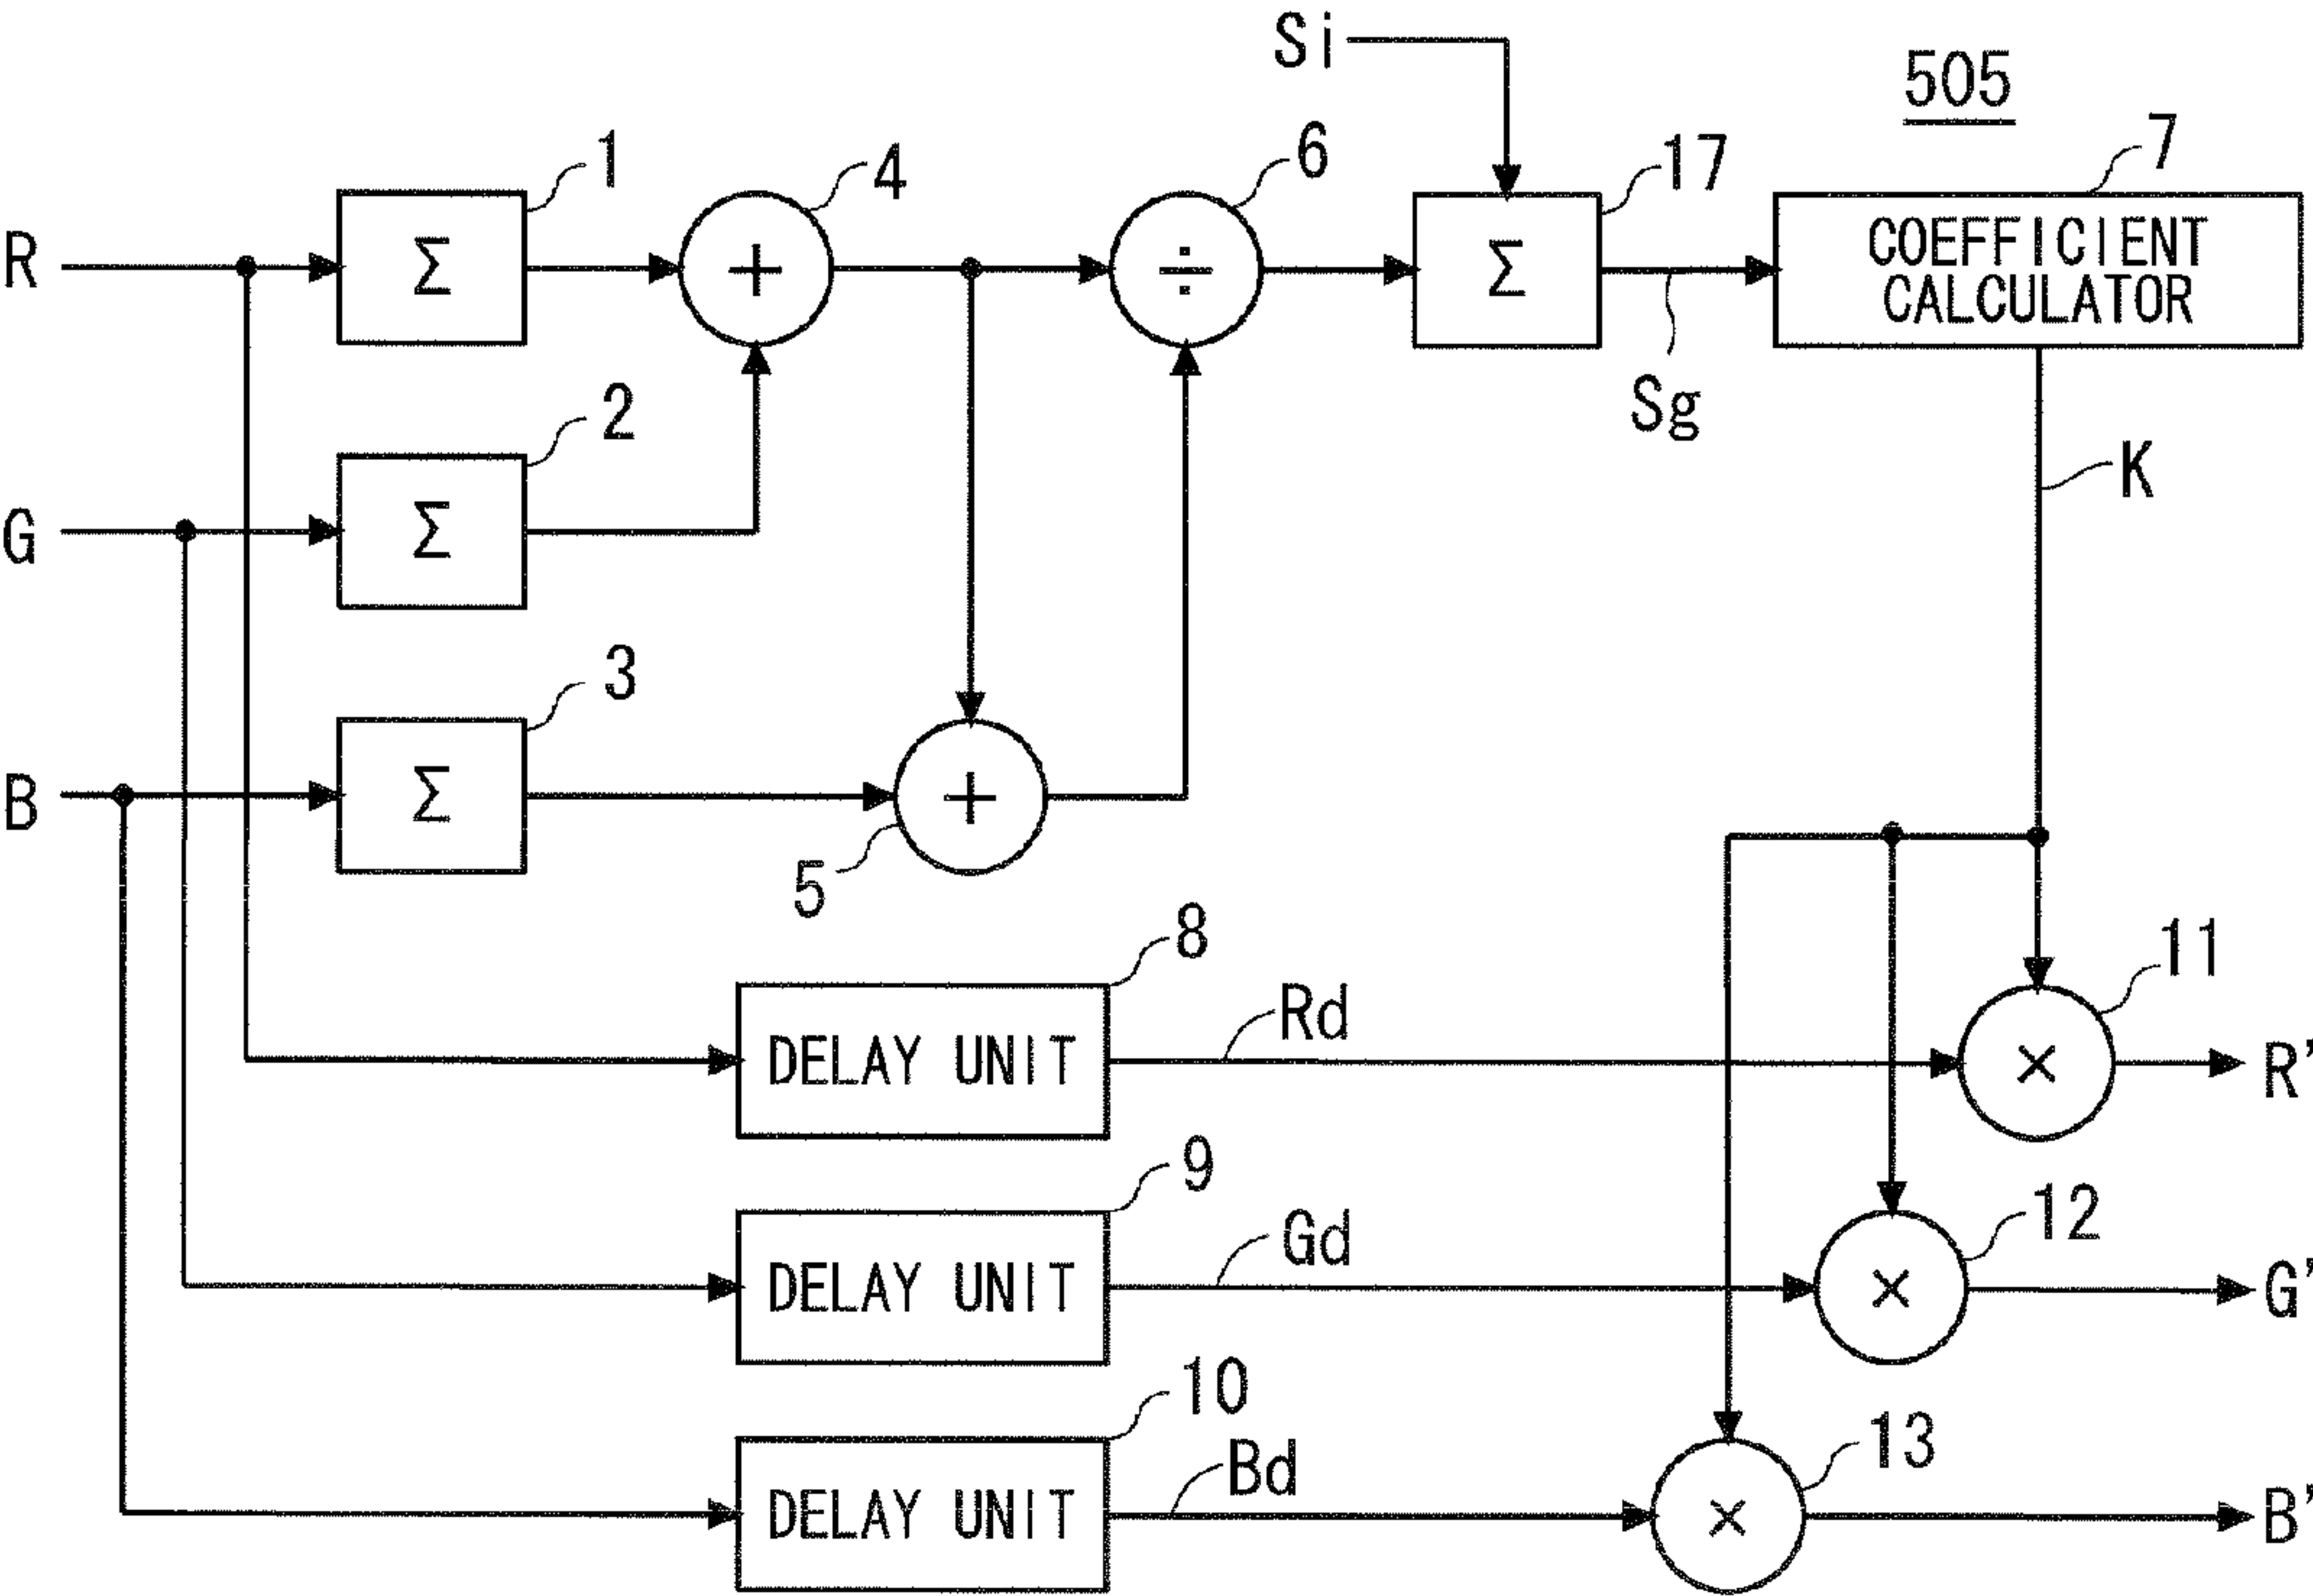 Si
505
1
4
6
17
7
R
Σ
+
÷
Σ
COEFFICIENT
CALCULATOR
Sg
2
K
G
Σ
3
B
Σ
+
5
8
11
DELAY UNIT
Rd
×
R'
9
12
DELAY UNIT
Gd
×
G'
10
13
DELAY UNIT
Bd
×
B'